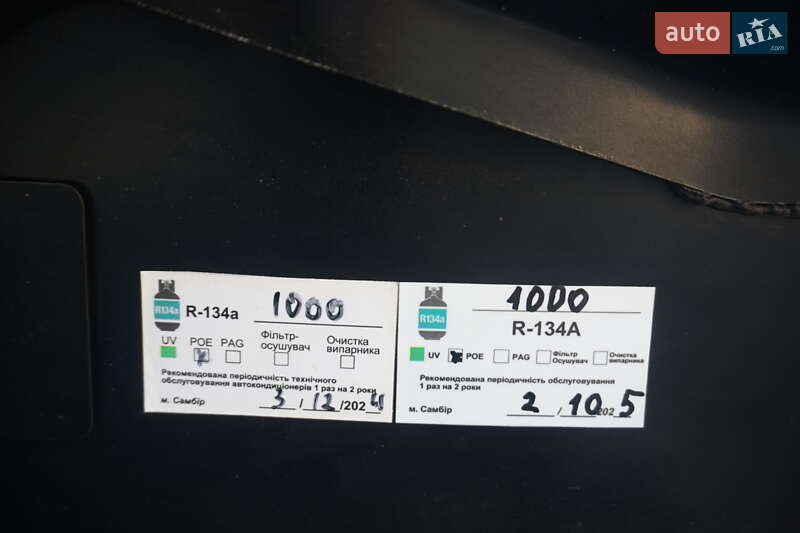 auto RIA .com
R134a
R-134a 1000
UV POE PAG Фільтр-осушувач Очистка випарника
Рекомендована періодичність технічного
обслуговування автокондиціонерів 1 раз на 2 роки
м. Самбір 3 / 12 /2024
1000
R134a
R-134A
UV POE PAG Фільтр Осушувач Очистка випарника
Рекомендована періодичність обслуговування
1 раз на 2 роки
м. Самбір 2 / 10 2025